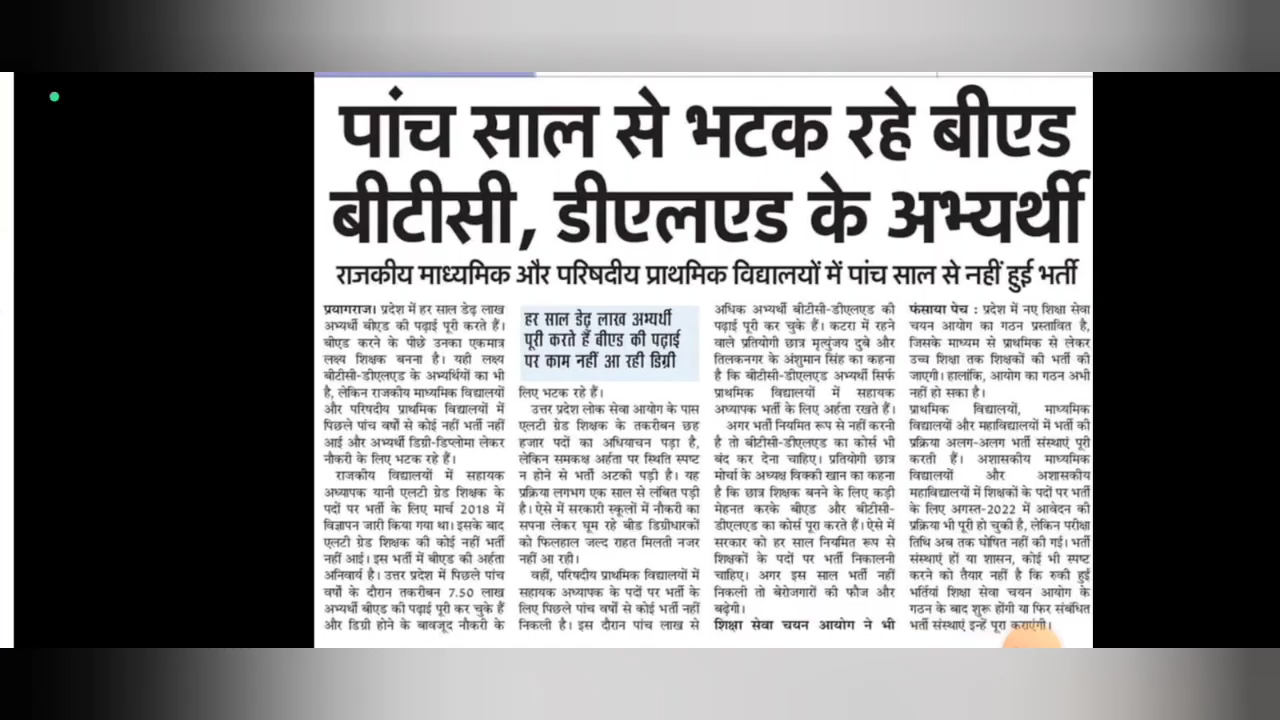 पांच साल से भटक रहे बीएड
बीटीसी, डीएलएड के अभ्यर्थी
राजकीय माध्यमिक और परिषदीय प्राथमिक विद्यालयों में पांच साल से नहीं हुई भर्ती
प्रयागराज। प्रदेश में हर साल डेढ़ लाख
अभ्यर्थी बीएड की पढ़ाई पूरी करते हैं।
बीएड करने के पीछे उनका एकमात्र
लक्ष्य शिक्षक बनना है। यही लक्ष्य
बीटीसी-डीएलएड के अभ्यर्थियों का भी
है, लेकिन राजकीय माध्यमिक विद्यालयों
और परिषदीय प्राथमिक विद्यालयों में
पिछले पांच वर्षों से कोई नहीं भर्ती नहीं
आई और अभ्यर्थी डिग्री-डिप्लोमा लेकर
नौकरी के लिए भटक रहे हैं।
राजकीय विद्यालयों में सहायक
अध्यापक यानी एलटी ग्रेड शिक्षक के
पदों पर भर्ती के लिए मार्च 2018 में
विज्ञापन जारी किया गया था। इसके बाद
एलटी ग्रेड शिक्षक की कोई नहीं भर्ती
नहीं आई। इस भर्ती में बीएड की अर्हता
अनिवार्य है। उत्तर प्रदेश में पिछले पांच
वर्षों के दौरान तकरीबन 7.50 लाख
अभ्यर्थी बीएड की पढ़ाई पूरी कर चुके हैं
और डिग्री होने के बावजूद नौकरी के
हर साल डेढ़ लाख अभ्यर्थी
पूरी करते हैं बीएड की पढ़ाई
पर काम नहीं आ रही डिग्री
लिए भटक रहे हैं।
उत्तर प्रदेश लोक सेवा आयोग के पास
एलटी ग्रेड शिक्षक के तकरीबन छह
हजार पदों का अधियाचन पड़ा है,
लेकिन समकक्ष अर्हता पर स्थिति स्पष्ट
न होने से भर्ती अटकी पड़ी है। यह
प्रक्रिया लगभग एक साल से लंबित पड़ी
है। ऐसे में सरकारी स्कूलों में नौकरी का
सपना लेकर घूम रहे बीड डिग्रीधारकों
को फिलहाल जल्द राहत मिलती नजर
नहीं आ रही।
वहीं, परिषदीय प्राथमिक विद्यालयों में
सहायक अध्यापक के पदों पर भर्ती के
लिए पिछले पांच वर्षों से कोई भर्ती नहीं
निकली है। इस दौरान पांच लाख से
अधिक अभ्यर्थी बीटीसी-डीएलएड की
पढ़ाई पूरी कर चुके हैं। कटरा में रहने
वाले प्रतियोगी छात्र मृत्युंजय दुबे और
तिलकनगर के अंशुमान सिंह का कहना
है कि बीटीसी-डीएलएड अभ्यर्थी सिर्फ
प्राथमिक विद्यालयों में सहायक
अध्यापक भर्ती के लिए अर्हता रखते हैं।
अगर भर्ती नियमित रूप से नहीं करनी
है तो बीटीसी-डीएलएड का कोर्स भी
बंद कर देना चाहिए। प्रतियोगी छात्र
मोर्चा के अध्यक्ष विक्की खान का कहना
है कि छात्र शिक्षक बनने के लिए कड़ी
मेहनत करके बीएड और बीटीसी-
डीएलएड का कोर्स पूरा करते हैं। ऐसे में
सरकार को हर साल नियमित रूप से
शिक्षकों के पदों पर भर्ती निकालनी
चाहिए। अगर इस साल भर्ती नहीं
निकली तो बेरोजगारों की फौज और
बढ़ेगी।
शिक्षा सेवा चयन आयोग ने भी
फंसाया पेच : प्रदेश में नए शिक्षा सेवा
चयन आयोग का गठन प्रस्तावित है,
जिसके माध्यम से प्राथमिक से लेकर
उच्च शिक्षा तक शिक्षकों की भर्ती की
जाएगी। हालांकि, आयोग का गठन अभी
नहीं हो सका है।
प्राथमिक विद्यालयों, माध्यमिक
विद्यालयों और महाविद्यालयों में भर्ती की
प्रक्रिया अलग-अलग भर्ती संस्थाएं पूरी
करती हैं। अशासकीय माध्यमिक
विद्यालयों और अशासकीय
महाविद्यालयों में शिक्षकों के पदों पर भर्ती
के लिए अगस्त-2022 में आवेदन की
प्रक्रिया भी पूरी हो चुकी है, लेकिन परीक्षा
तिथि अब तक घोषित नहीं की गई। भर्ती
संस्थाएं हों या शासन, कोई भी स्पष्ट
करने को तैयार नहीं है कि रुकी हुई
भर्तियां शिक्षा सेवा चयन आयोग के
गठन के बाद शुरू होंगी या फिर संबंधित
भर्ती संस्थाएं इन्हें पूरा कराएंगी।